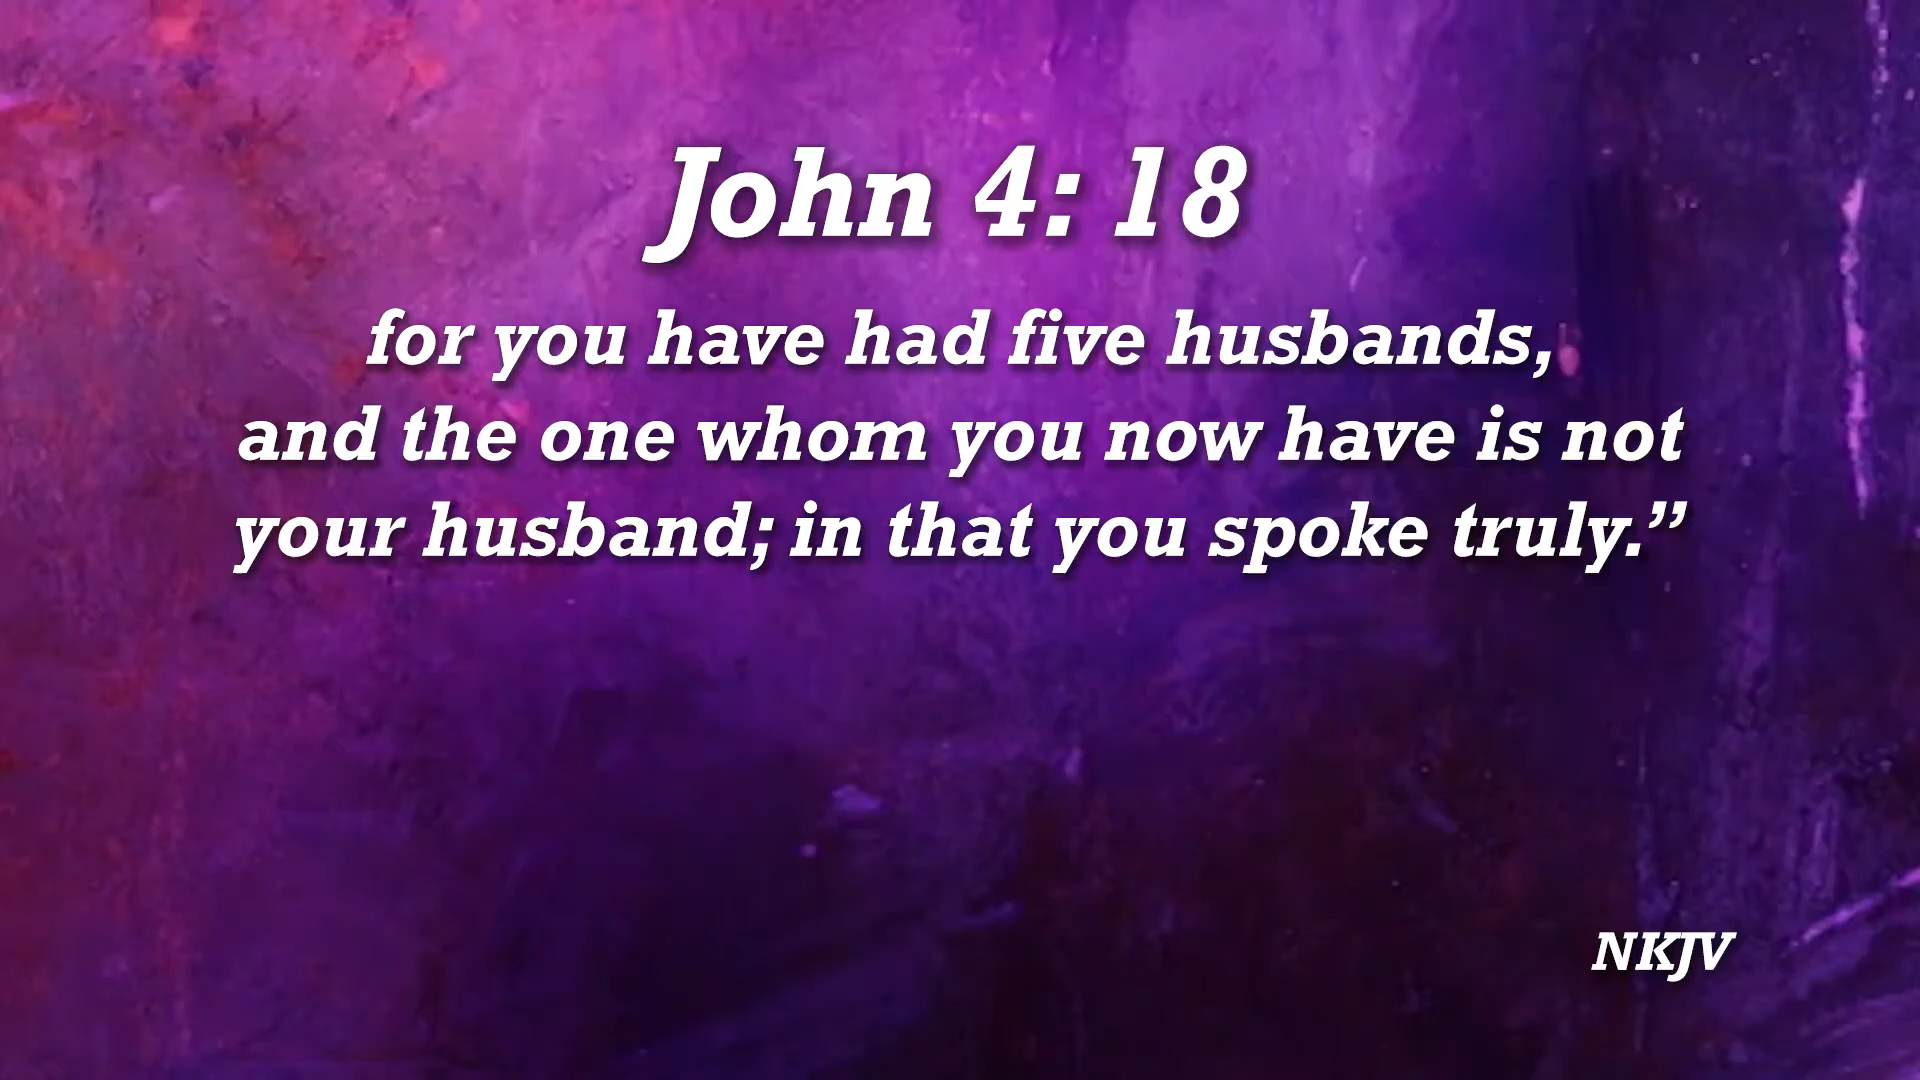 John 4: 18
for you have had five husbands,
and the one whom you now have is not
your husband; in that you spoke truly.”
NKJV